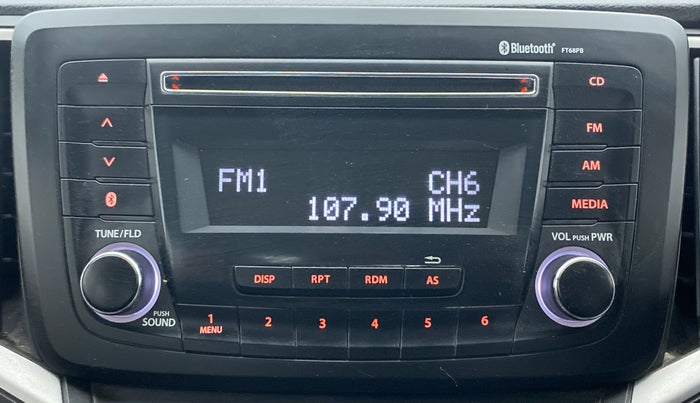 Bluetooth® FT68PB
CD
FM
AM
MEDIA
FM1 CH6
107.90 MHz
TUNE/FLD
VOL PUSH PWR
DISP RPT RDM AS
PUSH
SOUND
1 2 3 4 5 6
MENU